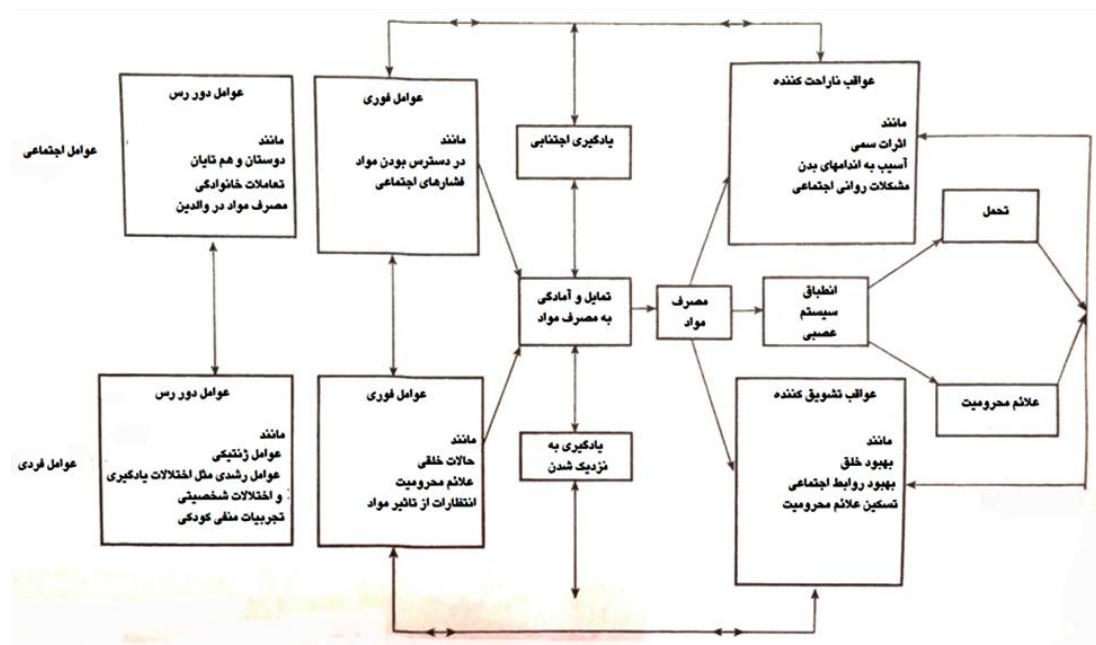 عوامل اجتماعی
عوامل دور رس
مانند
دوستان و هم تایان
تعاملات خانوادگی
مصرف مواد در والدین
عوامل فوری
مانند
در دسترس بودن مواد
فشارهای اجتماعی
یادگیری اجتنابی
عواقب ناراحت کننده
مانند
اثرات سمی
آسیب به اندامهای بدن
مشکلات روانی اجتماعی
تحمل
تمایل و آمادگی
به مصرف مواد
مصرف
مواد
انطباق
سیستم
عصبی
عوامل فردی
عوامل دور رس
مانند
عوامل ژنتیکی
عوامل رشدی مثل اختلالات یادگیری
و اختلالات شخصیتی
تجربیات منفی کودکی
عوامل فوری
مانند
حالات خلقی
علائم محرومیت
انتظارات از تاثیر مواد
یادگیری به
نزدیک شدن
عواقب تشویق کننده
مانند
بهبود خلق
بهبود روابط اجتماعی
تسکین علائم محرومیت
علائم محرومیت